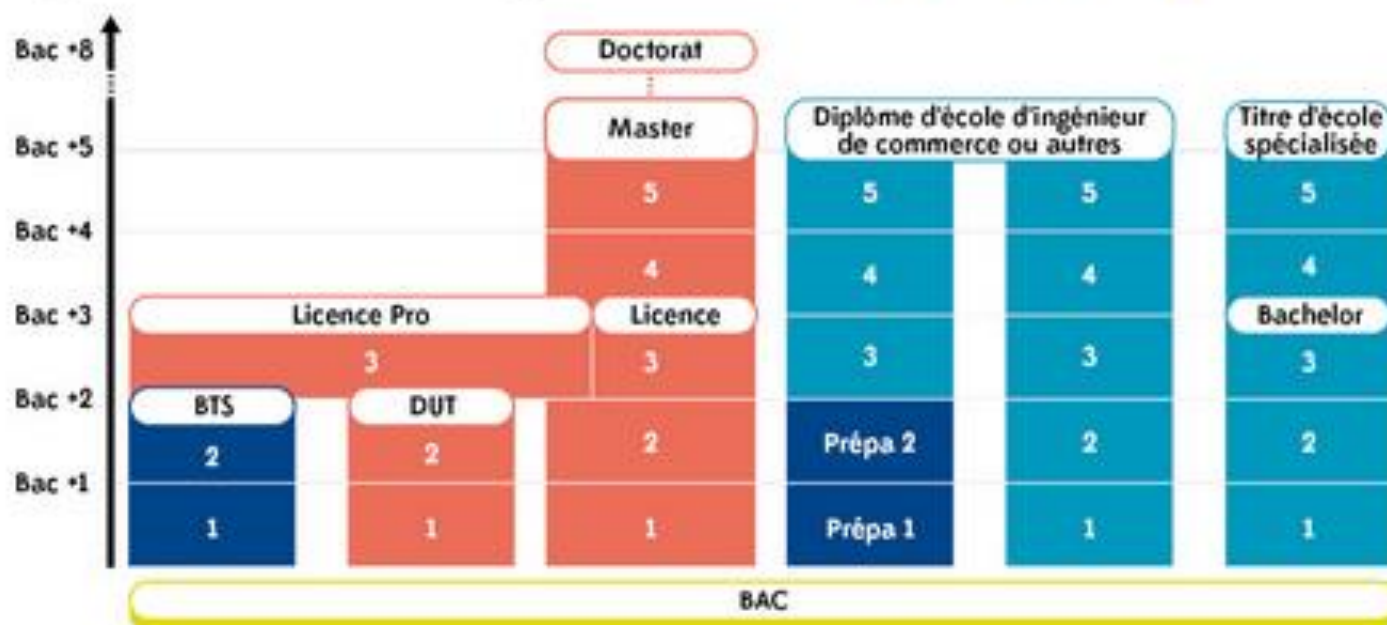 Bac +8
Doctorat
Master
Diplôme d'école d'ingénieur
de commerce ou autres
Titre d'école
spécialisée
Bac +5
5 5 5 5
Bac +4
4 4 4 4
Bac +3
Licence Pro Licence Bachelor
3 3 3 3 3
Bac +2
BTS DUT
2 2 2 Prépa 2 2 2
Bac +1
1 1 1 Prépa 1 1 1
BAC